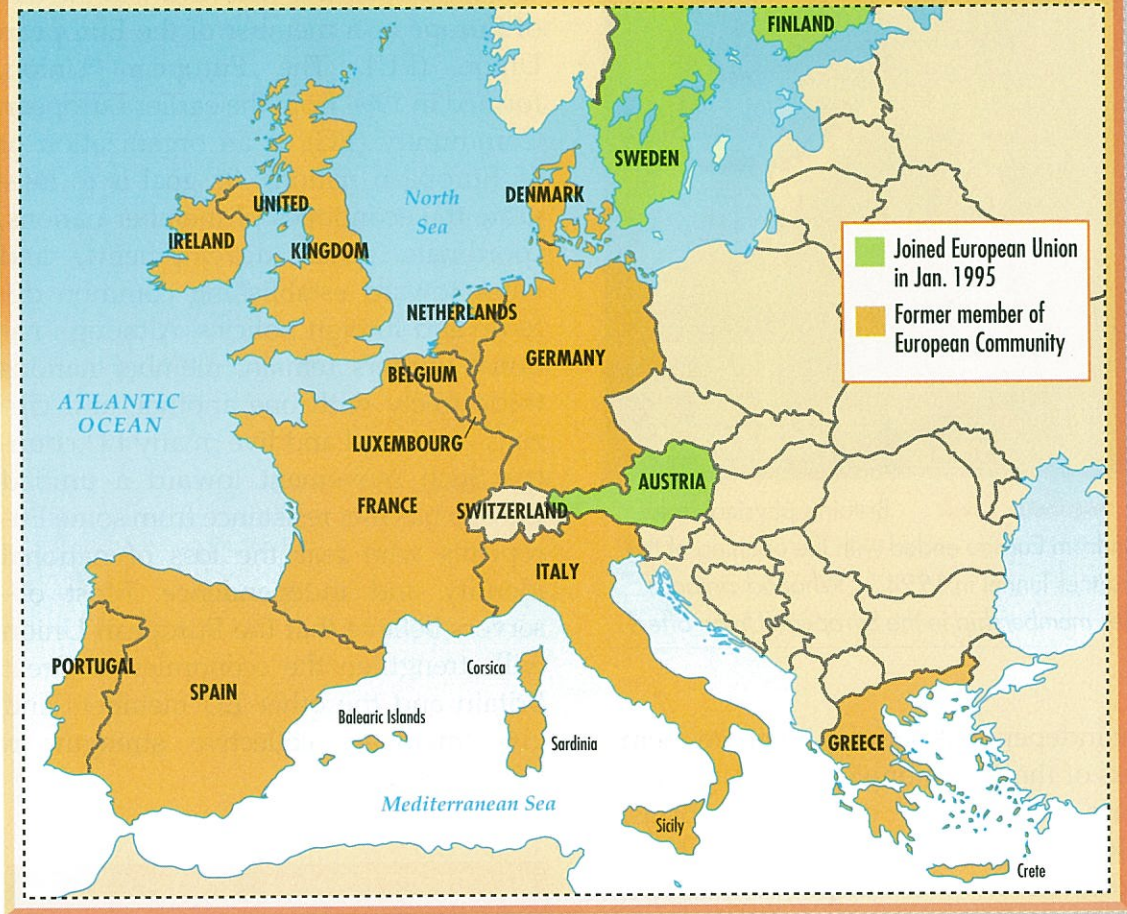 FINLAND
SWEDEN
DENMARK
North
Sea
UNITED
KINGDOM
IRELAND
Joined European Union
in Jan. 1995
Former member of
European Community
NETHERLANDS
GERMANY
BELGIUM
ATLANTIC
OCEAN
LUXEMBOURG
AUSTRIA
FRANCE
SWITZERLAND
ITALY
PORTUGAL
SPAIN
Corsica
Balearic Islands
Sardinia
GREECE
Mediterranean Sea
Sicily
Crete